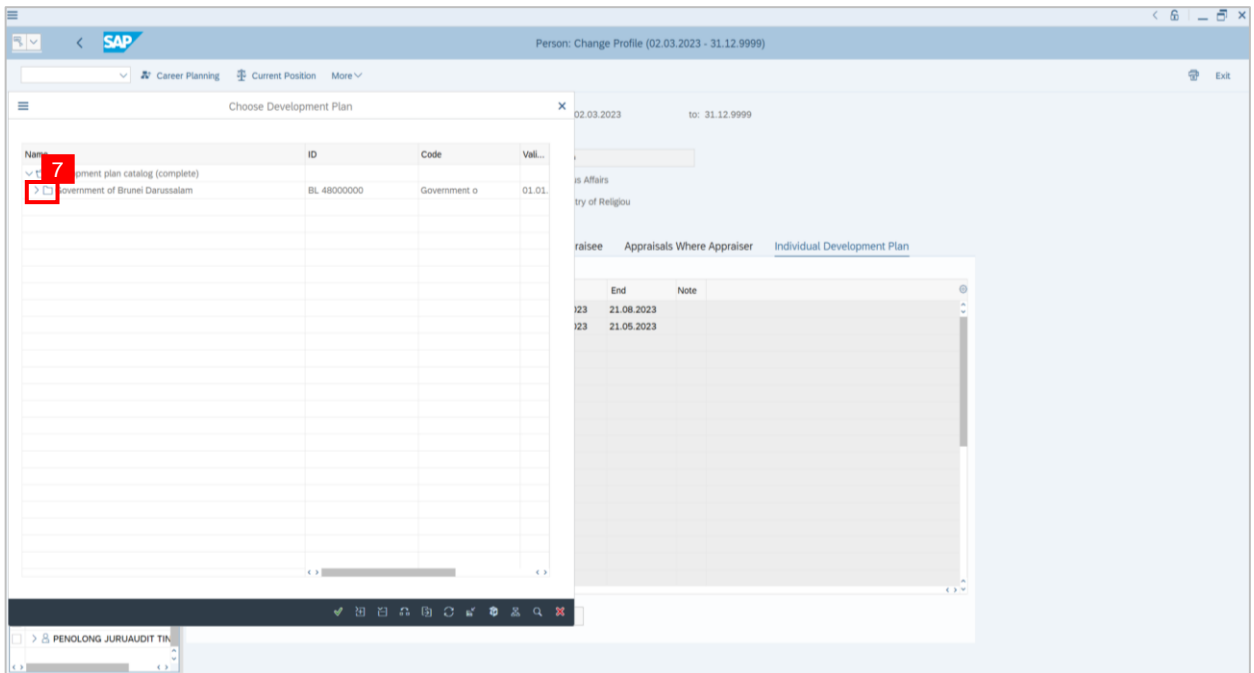 SAP
Person: Change Profile (02.03.2023 - 31.12.9999)
Career Planning Current Position More Exit
Choose Development Plan
02.03.2023 to: 31.12.9999
Name ID Code Vali...
7
pment plan catalog (complete)
Government of Brunei Darussalam BL 48000000 Government o 01.01.
us Affairs
try of Religiou
raisee Appraisals Where Appraiser Individual Development Plan
End Note
023 21.08.2023
023 21.05.2023
PENOLONG JURUAUDIT TIN